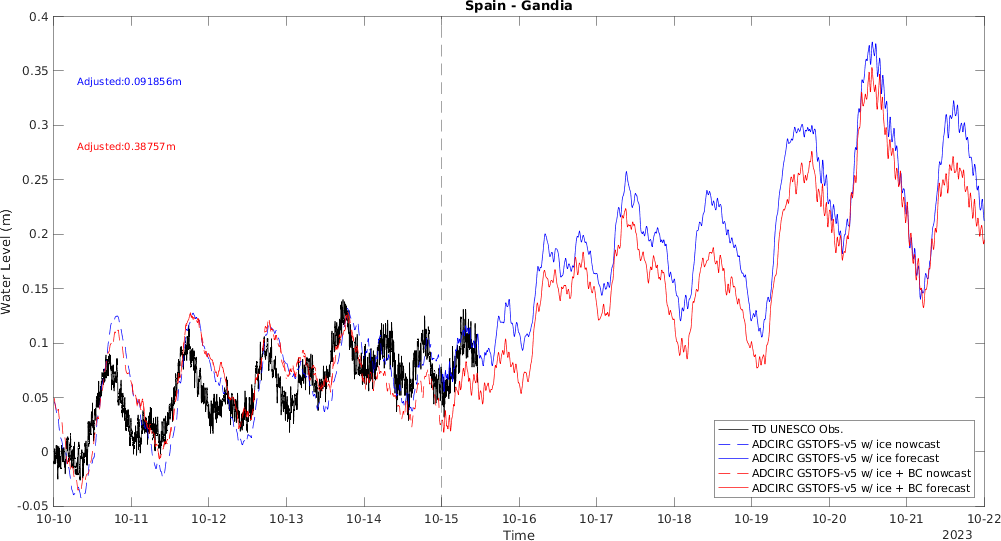 Spain - Gandia
0.4
0.35
0.3
0.25
0.2
0.15
0.1
0.05
0
-0.05
Water Level (m)
Adjusted:0.091856m
Adjusted:0.38757m
TD UNESCO Obs.
ADCIRC GSTOFS-v5 w/ ice nowcast
ADCIRC GSTOFS-v5 w/ ice forecast
ADCIRC GSTOFS-v5 w/ ice + BC nowcast
ADCIRC GSTOFS-v5 w/ ice + BC forecast
10-10 10-11 10-12 10-13 10-14 10-15 10-16 10-17 10-18 10-19 10-20 10-21 10-22
Time
2023